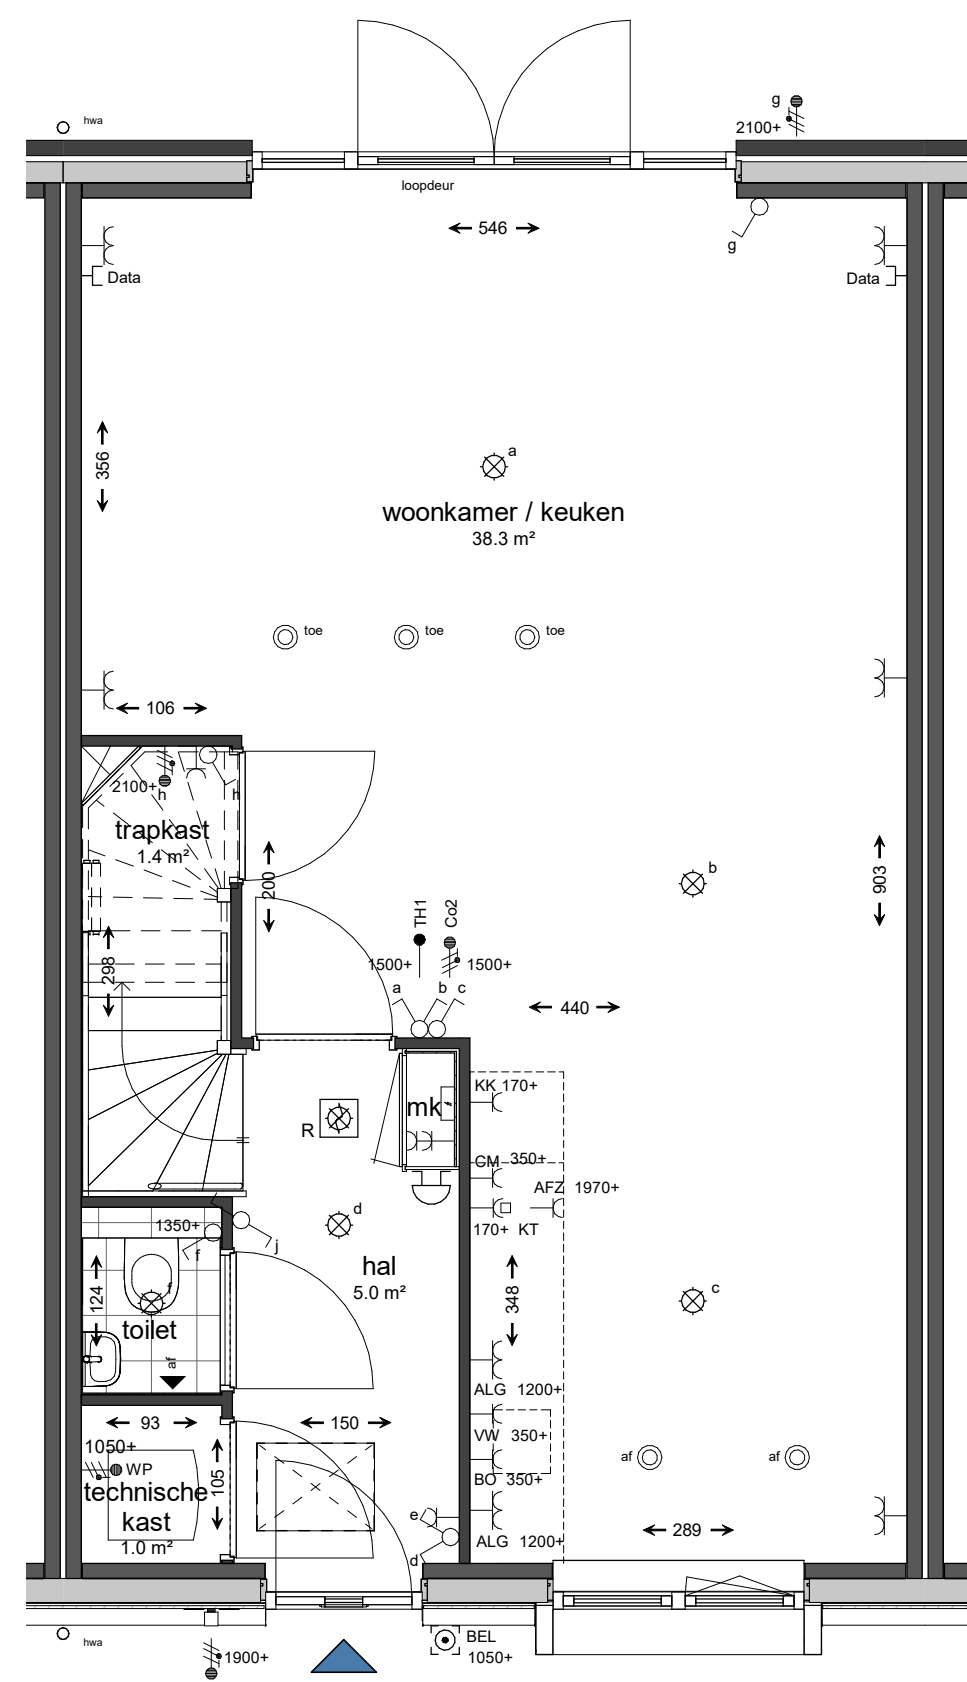 hwa
g
2100+
loopdeur
546
g
Data
Data
356
a
woonkamer / keuken
38.3 m²
toe
toe
toe
106
2100+
h
h
trapkast
1.4 m²
200
b
903
TH1
Co2
1500+
1500+
298
a
b
c
440
KK 170+
mk
R
CM 350+
AFZ 1970+
170+ KT
1350+
f
j
d
hal
5.0 m²
124
f
348
c
toilet
af
ALG 1200+
93
150
VW 350+
1050+
WP
105
af
af
BO 350+
technische
kast
1.0 m²
e
d
ALG 1200+
289
hwa
BEL
1050+
1900+